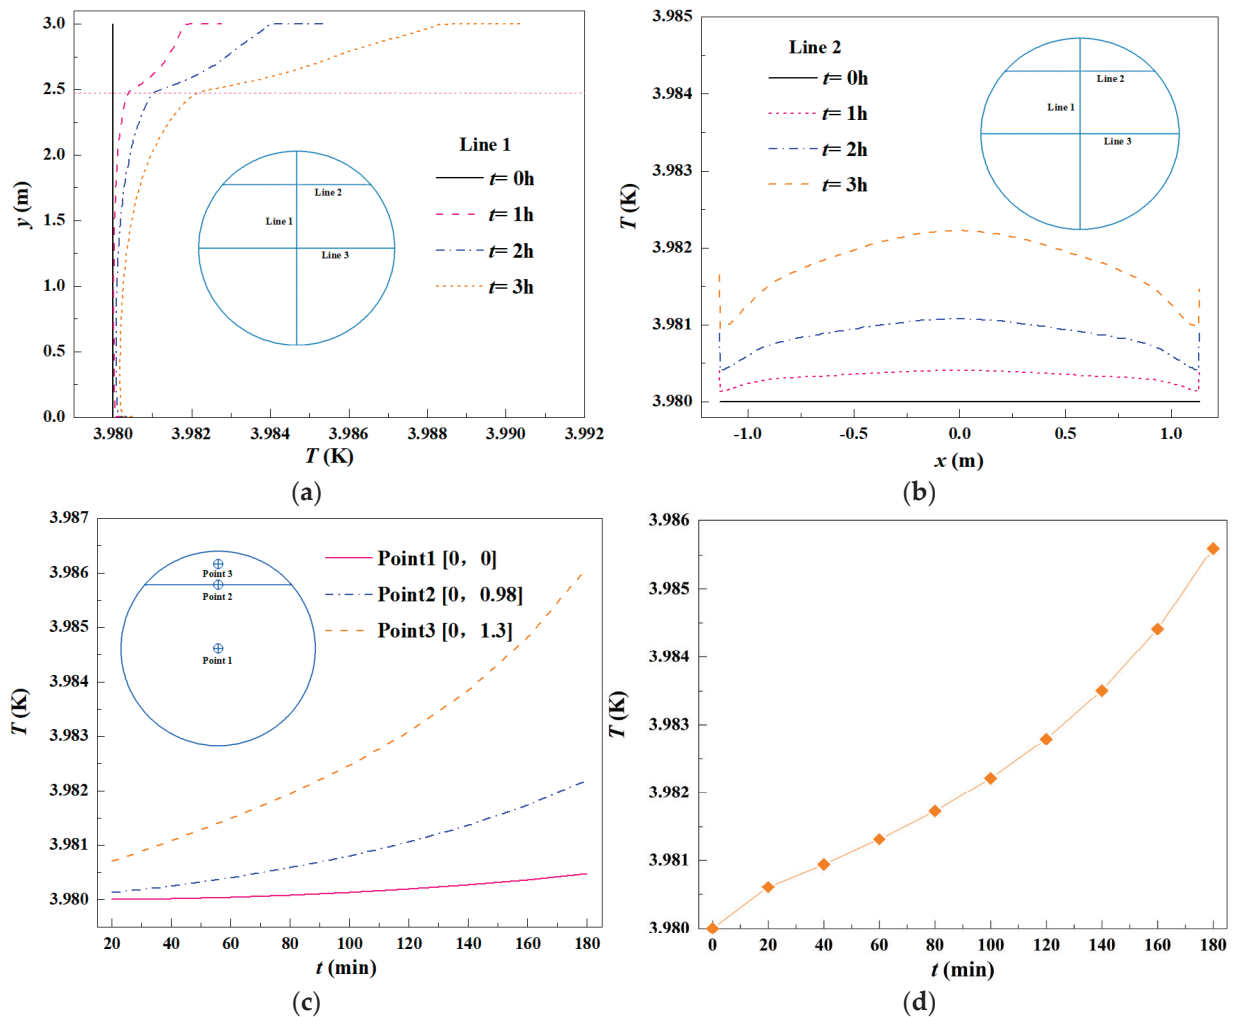 3.0
2.5
2.0
1.5
1.0
0.5
0.0
y (m)
Line 1
t= 0h
t= 1h
t= 2h
t= 3h
Line 2
Line 1
Line 3
3.980
3.982
3.984
3.986
3.988
3.990
3.992
T (K)
(a)
3.985
3.984
3.983
3.982
3.981
3.980
T (K)
Line 2
t= 0h
t= 1h
t= 2h
t= 3h
Line 2
Line 1
Line 3
-1.0
-0.5
0.0
0.5
1.0
x (m)
(b)
3.987
3.986
3.985
3.984
3.983
3.982
3.981
3.980
T (K)
Point 3
Point 2
Point 1
Point1 [0, 0]
Point2 [0, 0.98]
Point3 [0, 1.3]
20
40
60
80
100
120
140
160
180
t (min)
(c)
3.986
3.985
3.984
3.983
3.982
3.981
3.980
T (K)
0
20
40
60
80
100
120
140
160
180
t (min)
(d)